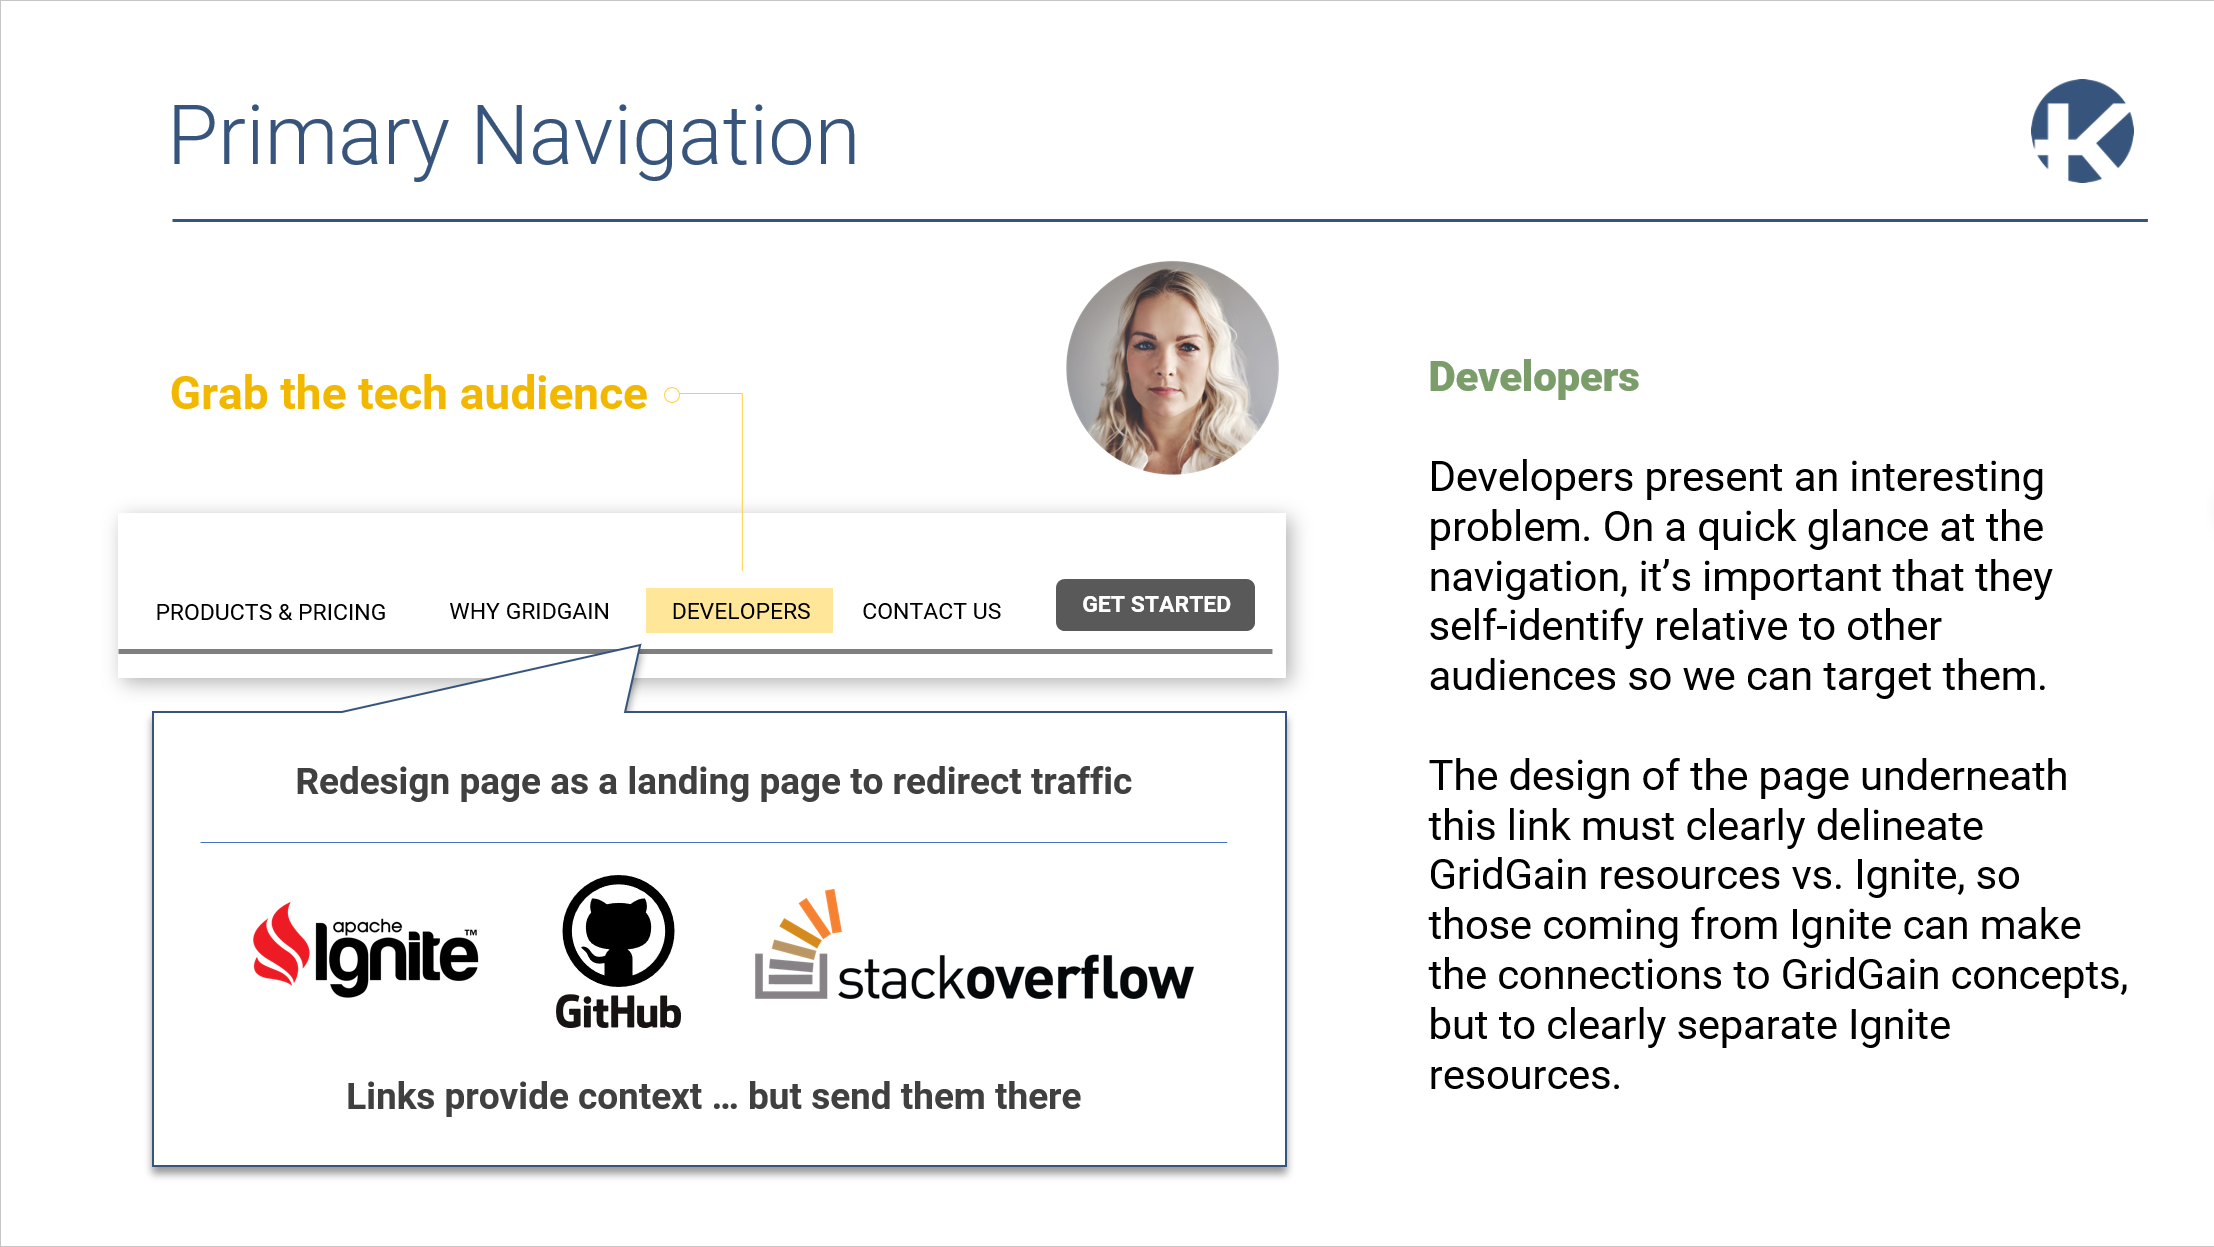 Primary Navigation
K
Grab the tech audience
PRODUCTS & PRICING
WHY GRIDGAIN
DEVELOPERS
CONTACT US
GET STARTED
Redesign page as a landing page to redirect traffic
apache
Ignite™
GitHub
stackoverflow
Links provide context … but send them there
Developers
Developers present an interesting
problem. On a quick glance at the
navigation, it’s important that they
self-identify relative to other
audiences so we can target them.
The design of the page underneath
this link must clearly delineate
GridGain resources vs. Ignite, so
those coming from Ignite can make
the connections to GridGain concepts,
but to clearly separate Ignite
resources.